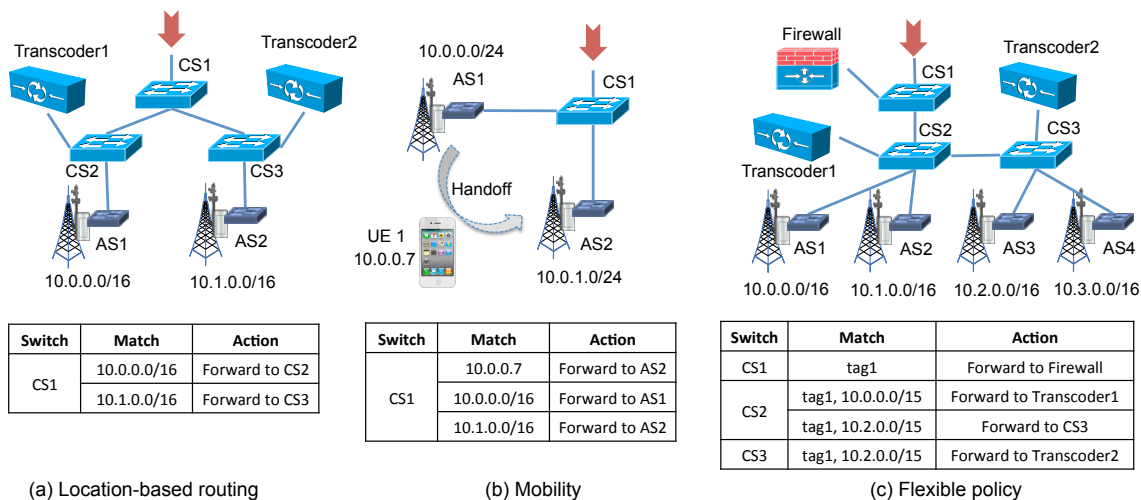 Transcoder1
Transcoder2
CS1
CS2
CS3
AS1
AS2
10.0.0.0/16
10.1.0.0/16
Switch Match Action
CS1 10.0.0.0/16 Forward to CS2
10.1.0.0/16 Forward to CS3
(a) Location-based routing
10.0.0.0/24
AS1
CS1
Handoff
UE 1
10.0.0.7
AS2
10.0.1.0/24
Switch Match Action
CS1 10.0.0.7 Forward to AS2
10.0.0.0/16 Forward to AS1
10.1.0.0/16 Forward to AS2
(b) Mobility
Firewall
Transcoder2
CS1
CS2
CS3
Transcoder1
AS1
AS2
AS3
AS4
10.0.0.0/16
10.1.0.0/16
10.2.0.0/16
10.3.0.0/16
Switch Match Action
CS1 tag1 Forward to Firewall
CS2 tag1, 10.0.0.0/15 Forward to Transcoder1
tag1, 10.2.0.0/15 Forward to CS3
CS3 tag1, 10.2.0.0/15 Forward to Transcoder2
(c) Flexible policy